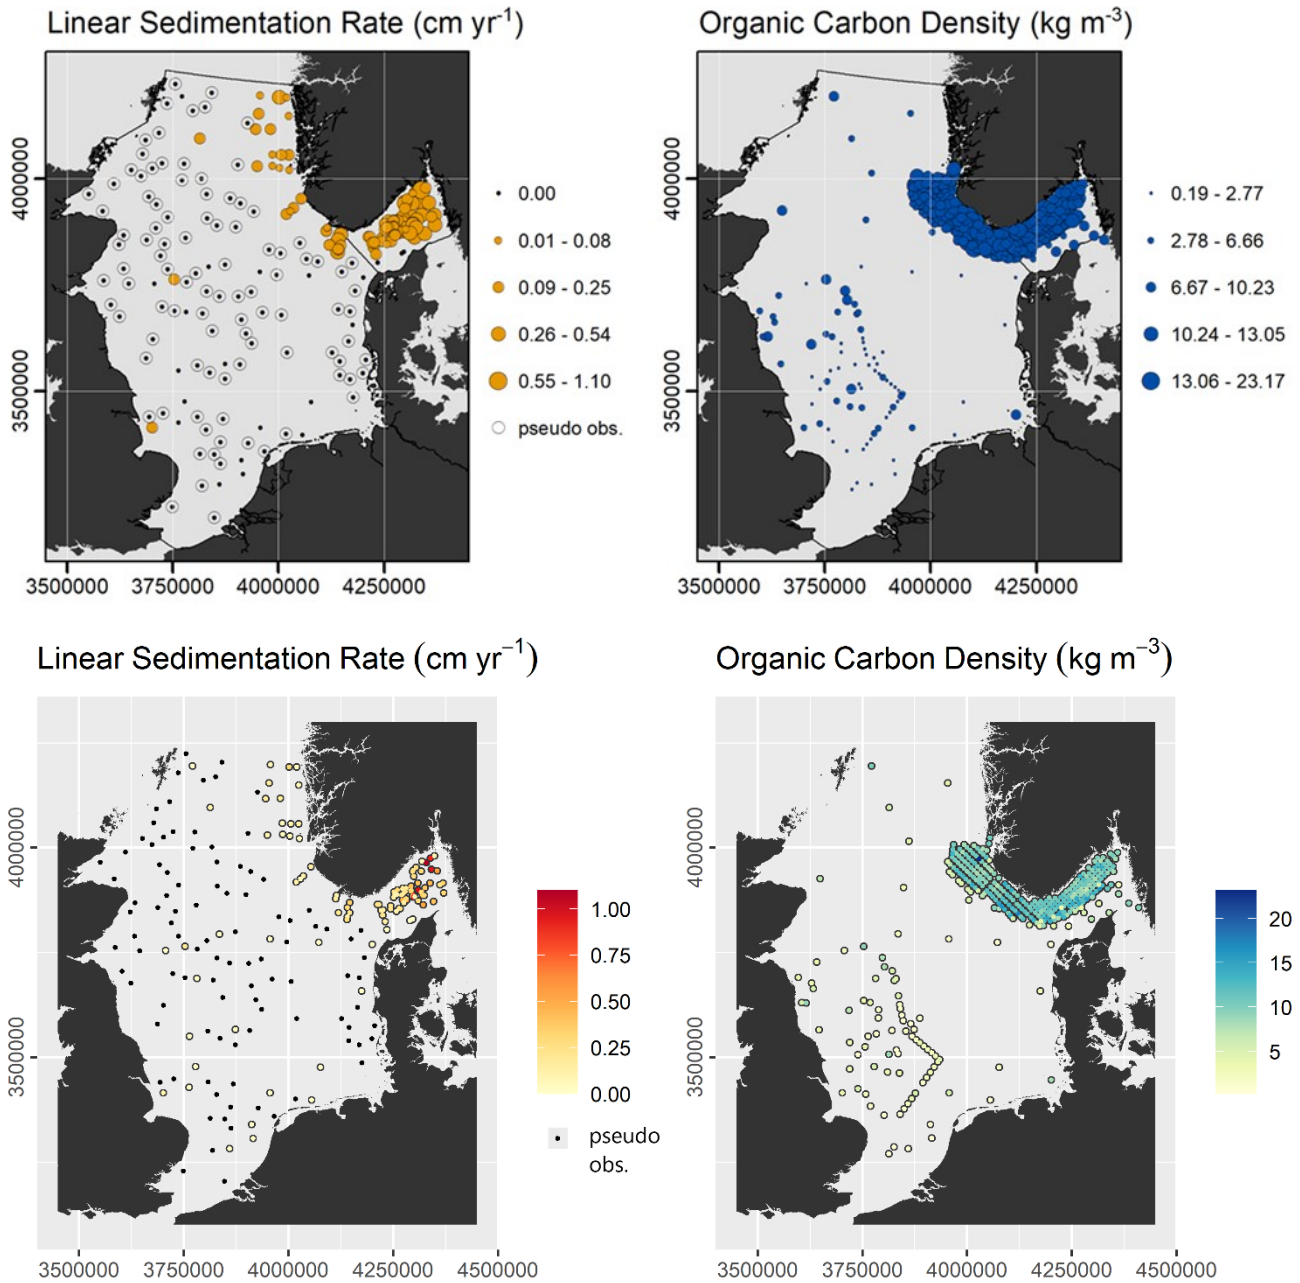 Linear Sedimentation Rate (cm yr⁻¹)
Organic Carbon Density (kg m⁻³)
4000000
3500000
0.00
0.01 - 0.08
0.09 - 0.25
0.26 - 0.54
0.55 - 1.10
pseudo obs.
3500000 3750000 4000000 4250000
4000000
3500000
0.19 - 2.77
2.78 - 6.66
6.67 - 10.23
10.24 - 13.05
13.06 - 23.17
3500000 3750000 4000000 4250000
Linear Sedimentation Rate (cm yr⁻¹)
Organic Carbon Density (kg m⁻³)
4000000
3500000
1.00
0.75
0.50
0.25
0.00
pseudo
obs.
3500000 3750000 4000000 4250000 4500000
4000000
3500000
20
15
10
5
3500000 3750000 4000000 4250000 4500000